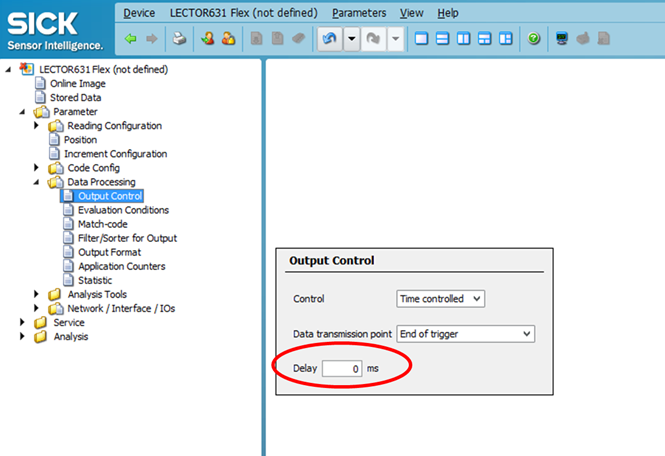 SICK
Sensor Intelligence.
Device LECTOR631 Flex (not defined) Parameters View Help
LECTOR631 Flex (not defined)
Online Image
Stored Data
Parameter
Reading Configuration
Position
Increment Configuration
Code Config
Data Processing
Output Control
Evaluation Conditions
Match-code
Filter/Sorter for Output
Output Format
Application Counters
Statistic
Analysis Tools
Network / Interface / IOs
Service
Analysis
Output Control
Control Time controlled
Data transmission point End of trigger
Delay 0 ms